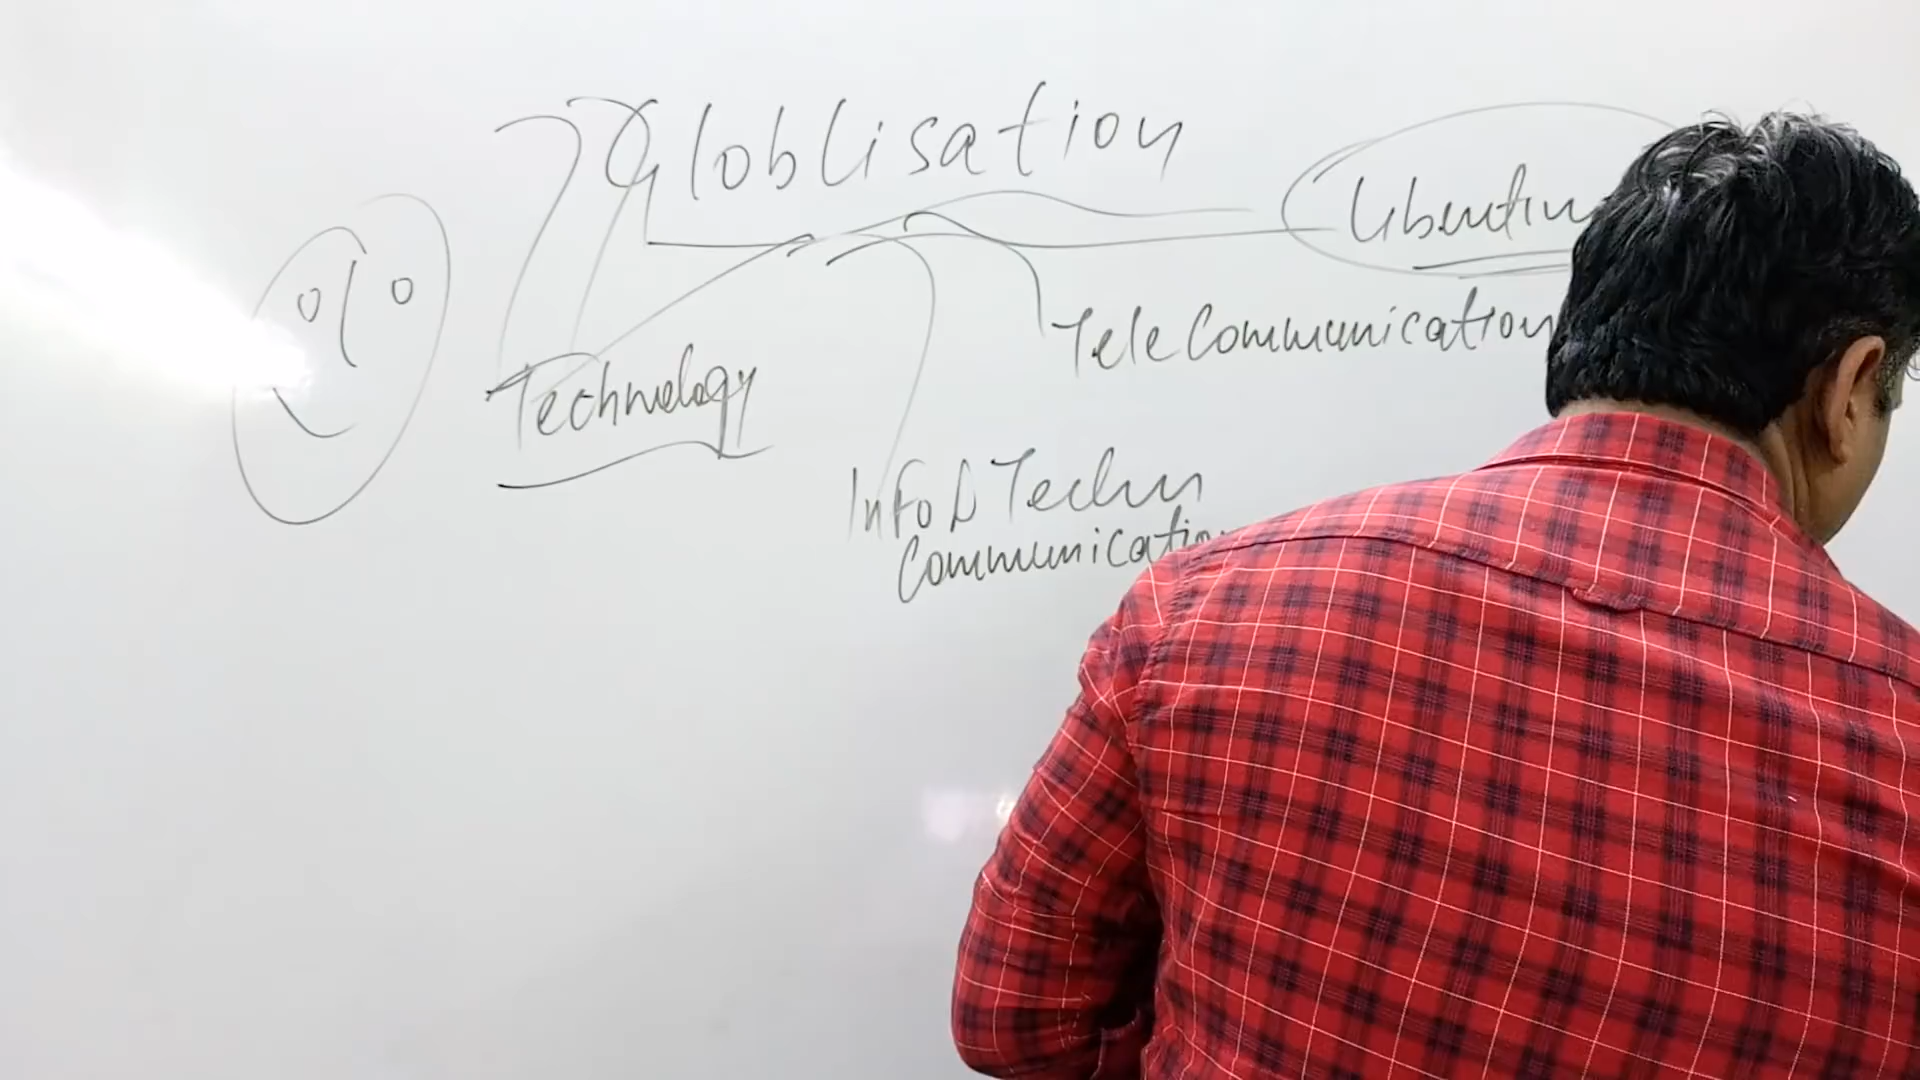 Globlisation
Tele Communication
Technology
Info & Techn
Communication